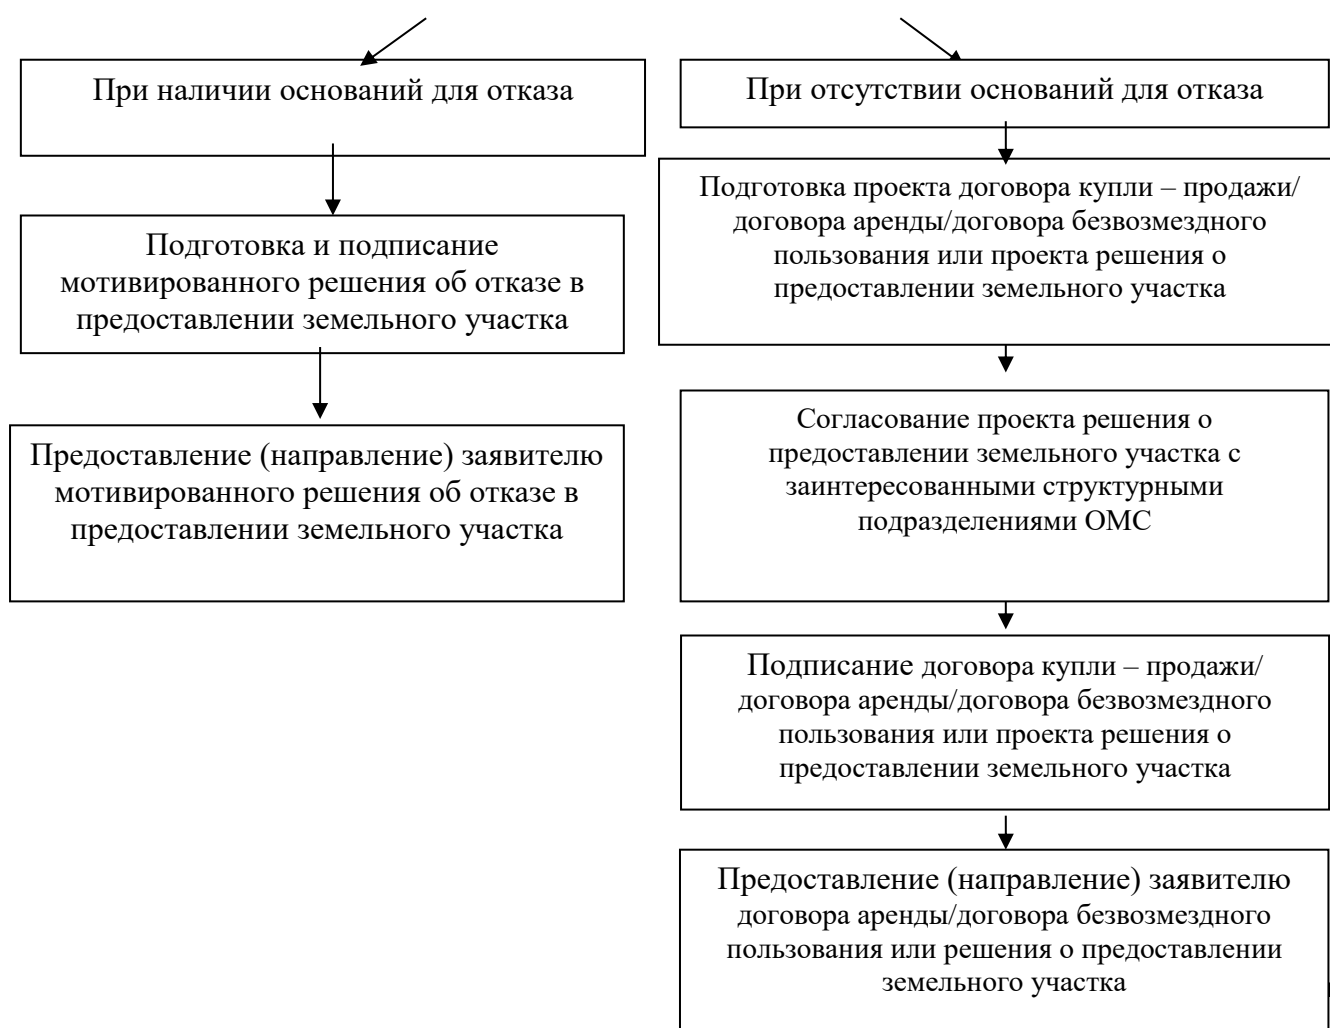 При наличии оснований для отказа
Подготовка и подписание
мотивированного решения об отказе в
предоставлении земельного участка
Предоставление (направление) заявителю
мотивированного решения об отказе в
предоставлении земельного участка
При отсутствии оснований для отказа
Подготовка проекта договора купли – продажи/
договора аренды/договора безвозмездного
пользования или проекта решения о
предоставлении земельного участка
Согласование проекта решения о
предоставлении земельного участка с
заинтересованными структурными
подразделениями ОМС
Подписание договора купли – продажи/
договора аренды/договора безвозмездного
пользования или проекта решения о
предоставлении земельного участка
Предоставление (направление) заявителю
договора аренды/договора безвозмездного
пользования или решения о предоставлении
земельного участка